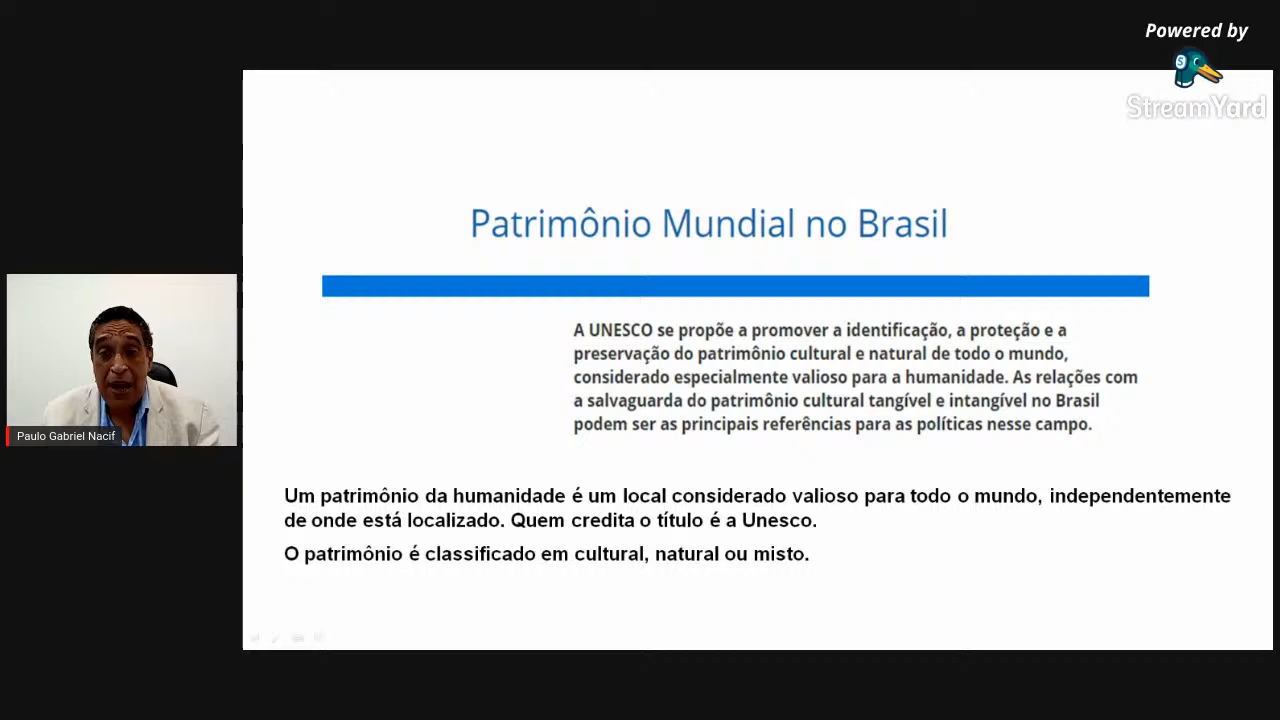 Powered by
StreamYard
Patrimônio Mundial no Brasil
A UNESCO se propõe a promover a identificação, a proteção e a
preservação do patrimônio cultural e natural de todo o mundo,
considerado especialmente valioso para a humanidade. As relações com
a salvaguarda do patrimônio cultural tangível e intangível no Brasil
podem ser as principais referências para as políticas nesse campo.
Paulo Gabriel Nacif
Um patrimônio da humanidade é um local considerado valioso para todo o mundo, independentemente
de onde está localizado. Quem credita o título é a Unesco.
O patrimônio é classificado em cultural, natural ou misto.